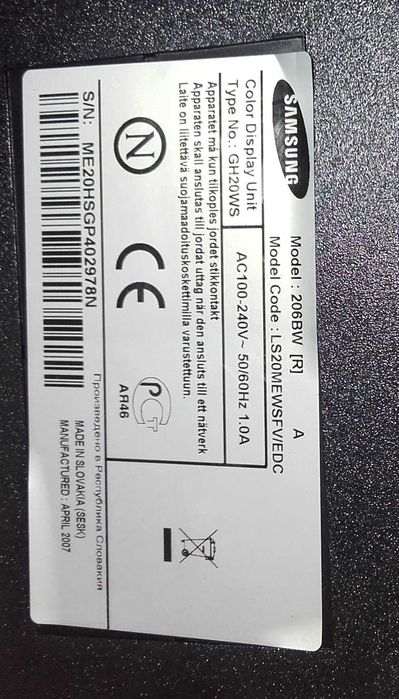 SAMSUNG
Model : 206BW [R] A
Model Code : LS20MEWSFV/EDC
Color Display Unit
Type No.: GH20WS
AC100-240V~ 50/60Hz 1.0A
Apparatet må kun tilkoples jordet stikkontakt
Apparaten skall anslutas till jordat uttag när den ansluts till ett nätverk
Laite on liitettävä suojamaadoituskoskettimilla varustettuun.
N
CE
РСТ
АЯ46
S/N: ME20HSGP402978N
Произведено в Республика Словакия
MADE IN SLOVAKIA (SESK)
MANUFACTURED : APRIL 2007